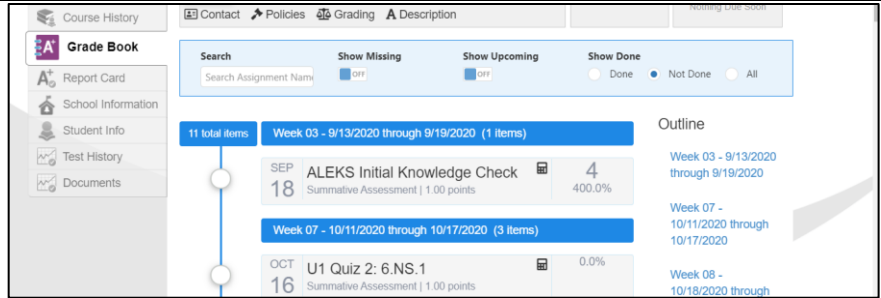 Course History
Grade Book
Report Card
School Information
Student Info
Test History
Documents
Contact Policies Grading A Description
Nothing Due Soon
Search
Search Assignment Nam
Show Missing
OFF
Show Upcoming
OFF
Show Done
Done Not Done All
11 total items
Week 03 - 9/13/2020 through 9/19/2020 (1 items)
SEP
18
ALEKS Initial Knowledge Check
Summative Assessment | 1.00 points
4
400.0%
Week 07 - 10/11/2020 through 10/17/2020 (3 items)
OCT
16
U1 Quiz 2: 6.NS.1
Summative Assessment | 1.00 points
0.0%
Outline
Week 03 - 9/13/2020
through 9/19/2020
Week 07 -
10/11/2020 through
10/17/2020
Week 08 -
10/18/2020 through